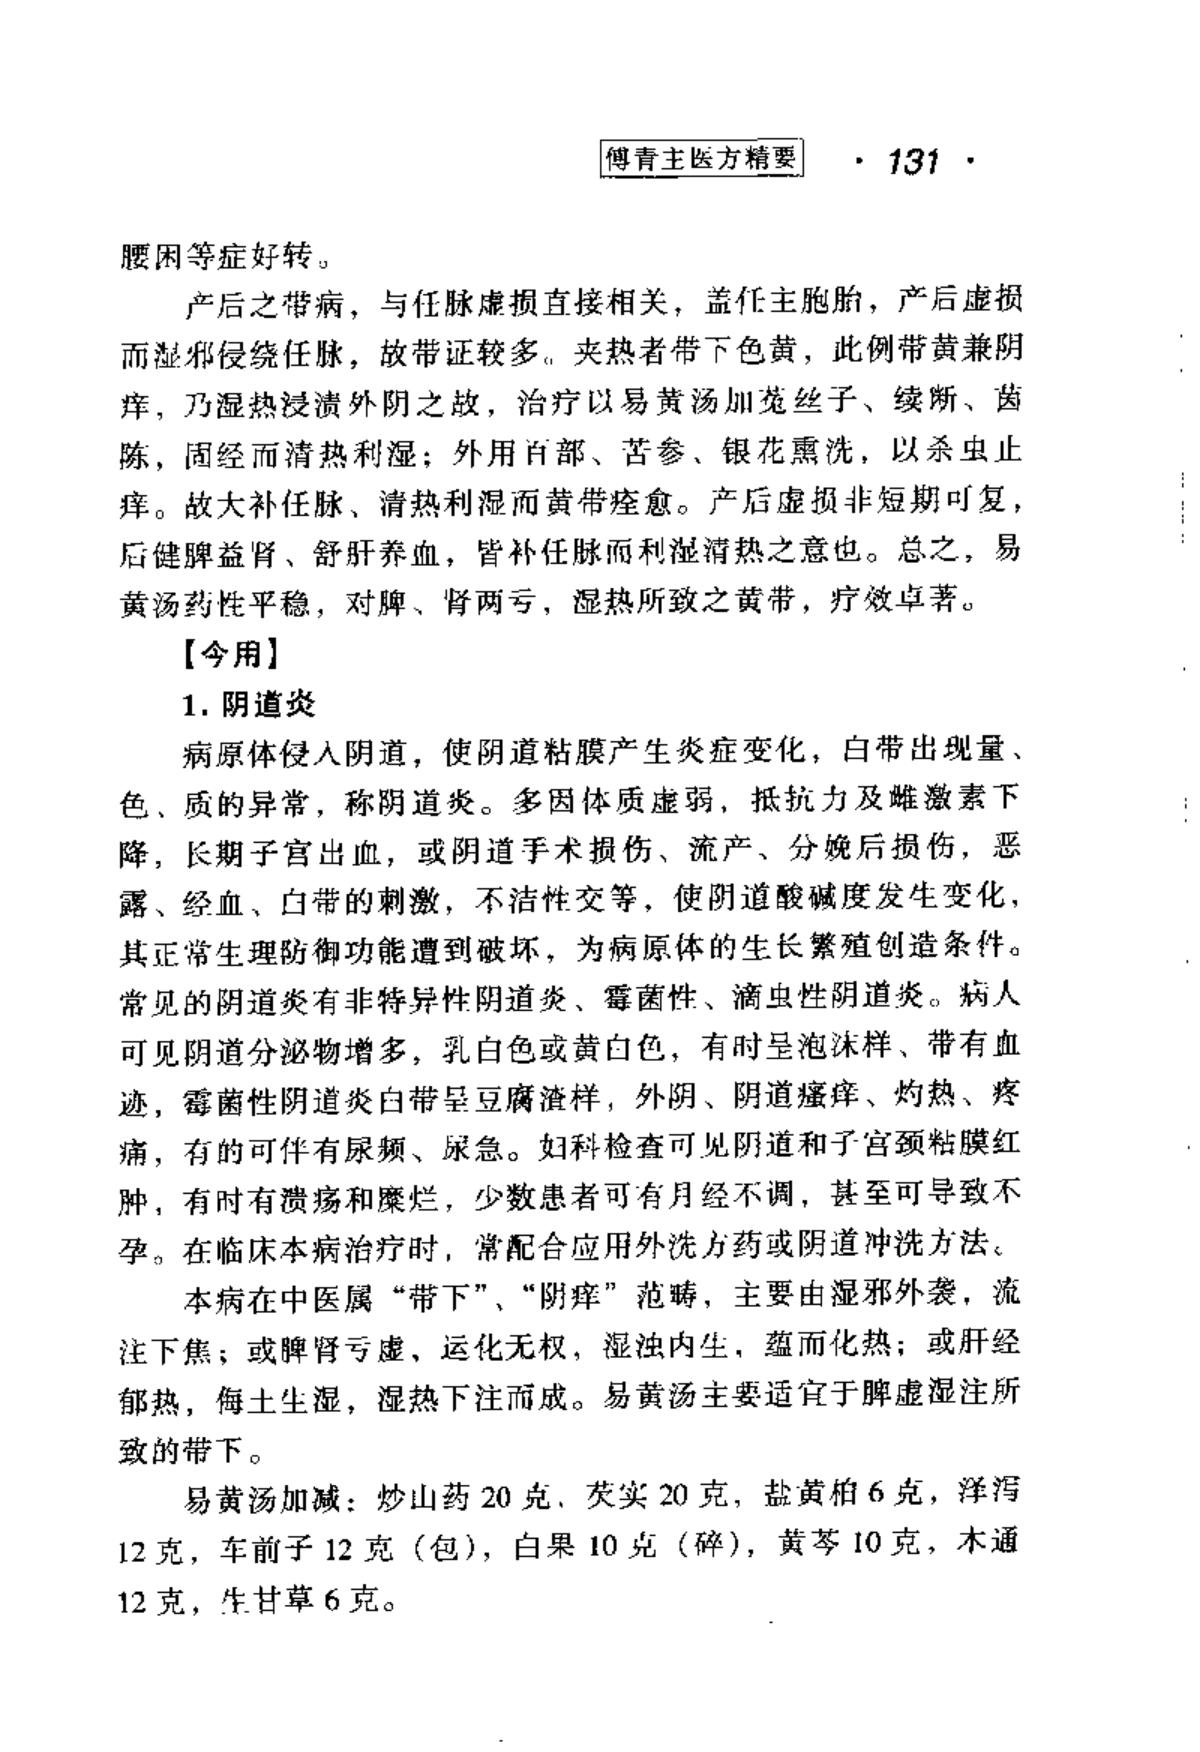 傅青主医方精要 · 131 ·
腰困等症好转。
产后之带病，与任脉虚损直接相关，盖任主胞胎，产后虚损
而湿邪侵绕任脉，故带证较多。夹热者带下色黄，此例带黄兼阴
痒，乃湿热浸渍外阴之故，治疗以易黄汤加菟丝子、续断、茵
陈，固经而清热利湿；外用百部、苦参、银花熏洗，以杀虫止
痒。故大补任脉、清热利湿而黄带痊愈。产后虚损非短期可复，
后健脾益肾、舒肝养血，皆补任脉而利湿清热之意也。总之，易
黄汤药性平稳，对脾、肾两亏，湿热所致之黄带，疗效卓著。
【今用】
1. 阴道炎
病原体侵入阴道，使阴道粘膜产生炎症变化，白带出现量、
色、质的异常，称阴道炎。多因体质虚弱，抵抗力及雌激素下
降，长期子宫出血，或阴道手术损伤、流产、分娩后损伤，恶
露、经血、白带的刺激，不洁性交等，使阴道酸碱度发生变化，
其正常生理防御功能遭到破坏，为病原体的生长繁殖创造条件。
常见的阴道炎有非特异性阴道炎、霉菌性、滴虫性阴道炎。病人
可见阴道分泌物增多，乳白色或黄白色，有时呈泡沫样、带有血
迹，霉菌性阴道炎白带呈豆腐渣样，外阴、阴道瘙痒、灼热、疼
痛，有的可伴有尿频、尿急。妇科检查可见阴道和子宫颈粘膜红
肿，有时有溃疡和糜烂，少数患者可有月经不调，甚至可导致不
孕。在临床本病治疗时，常配合应用外洗方药或阴道冲洗方法。
本病在中医属“带下”、“阴痒”范畴，主要由湿邪外袭，流
注下焦；或脾肾亏虚，运化无权，湿浊内生，蕴而化热；或肝经
郁热，侮土生湿，湿热下注而成。易黄汤主要适宜于脾虚湿注所
致的带下。
易黄汤加减：炒山药 20 克，芡实 20 克，盐黄柏 6 克，泽泻
12 克，车前子 12 克（包），白果 10 克（碎），黄芩 10 克，木通
12 克，生甘草 6 克。